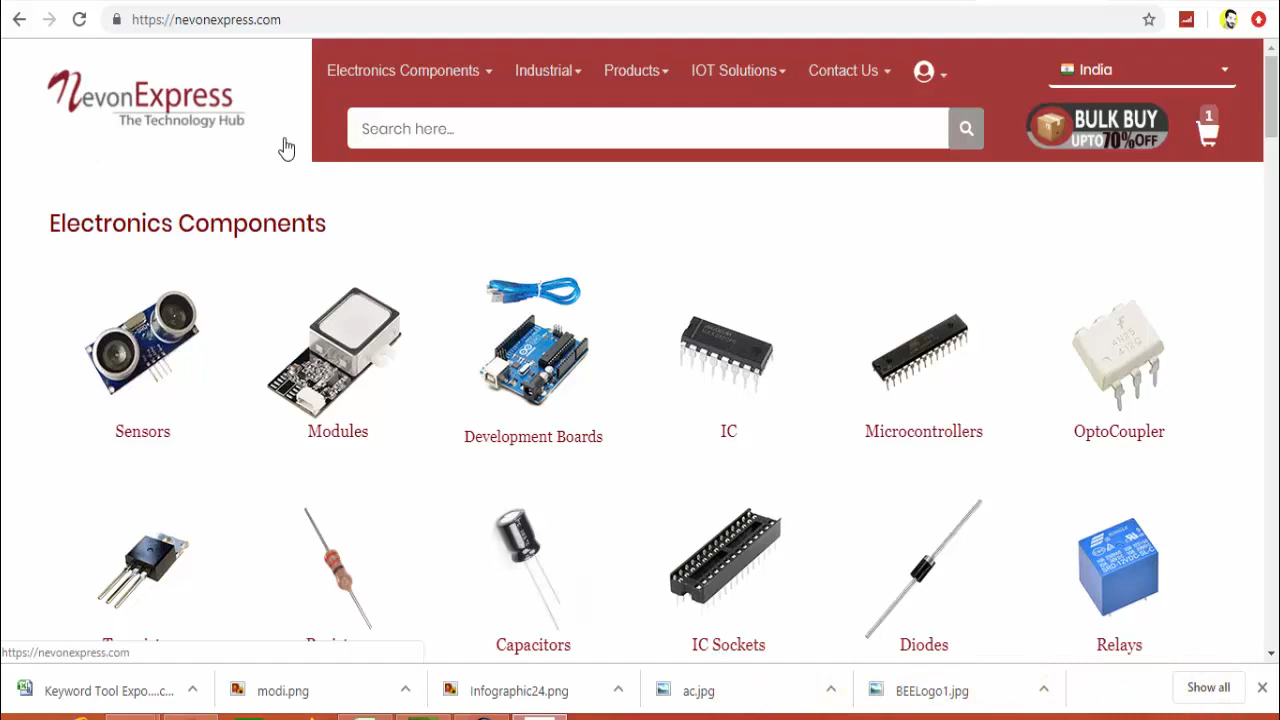 https://nevonexpress.com
NevonExpress
The Technology Hub
Electronics Components
Industrial
Products
IOT Solutions
Contact Us
India
Search here...
BULK BUY
UPTO 70% OFF
1
Electronics Components
Sensors
Modules
Development Boards
IC
Microcontrollers
OptoCoupler
Capacitors
IC Sockets
Diodes
Relays
https://nevonexpress.com
Keyword Tool Expo....c...
modi.png
Infographic24.png
ac.jpg
BEELogo1.jpg
Show all